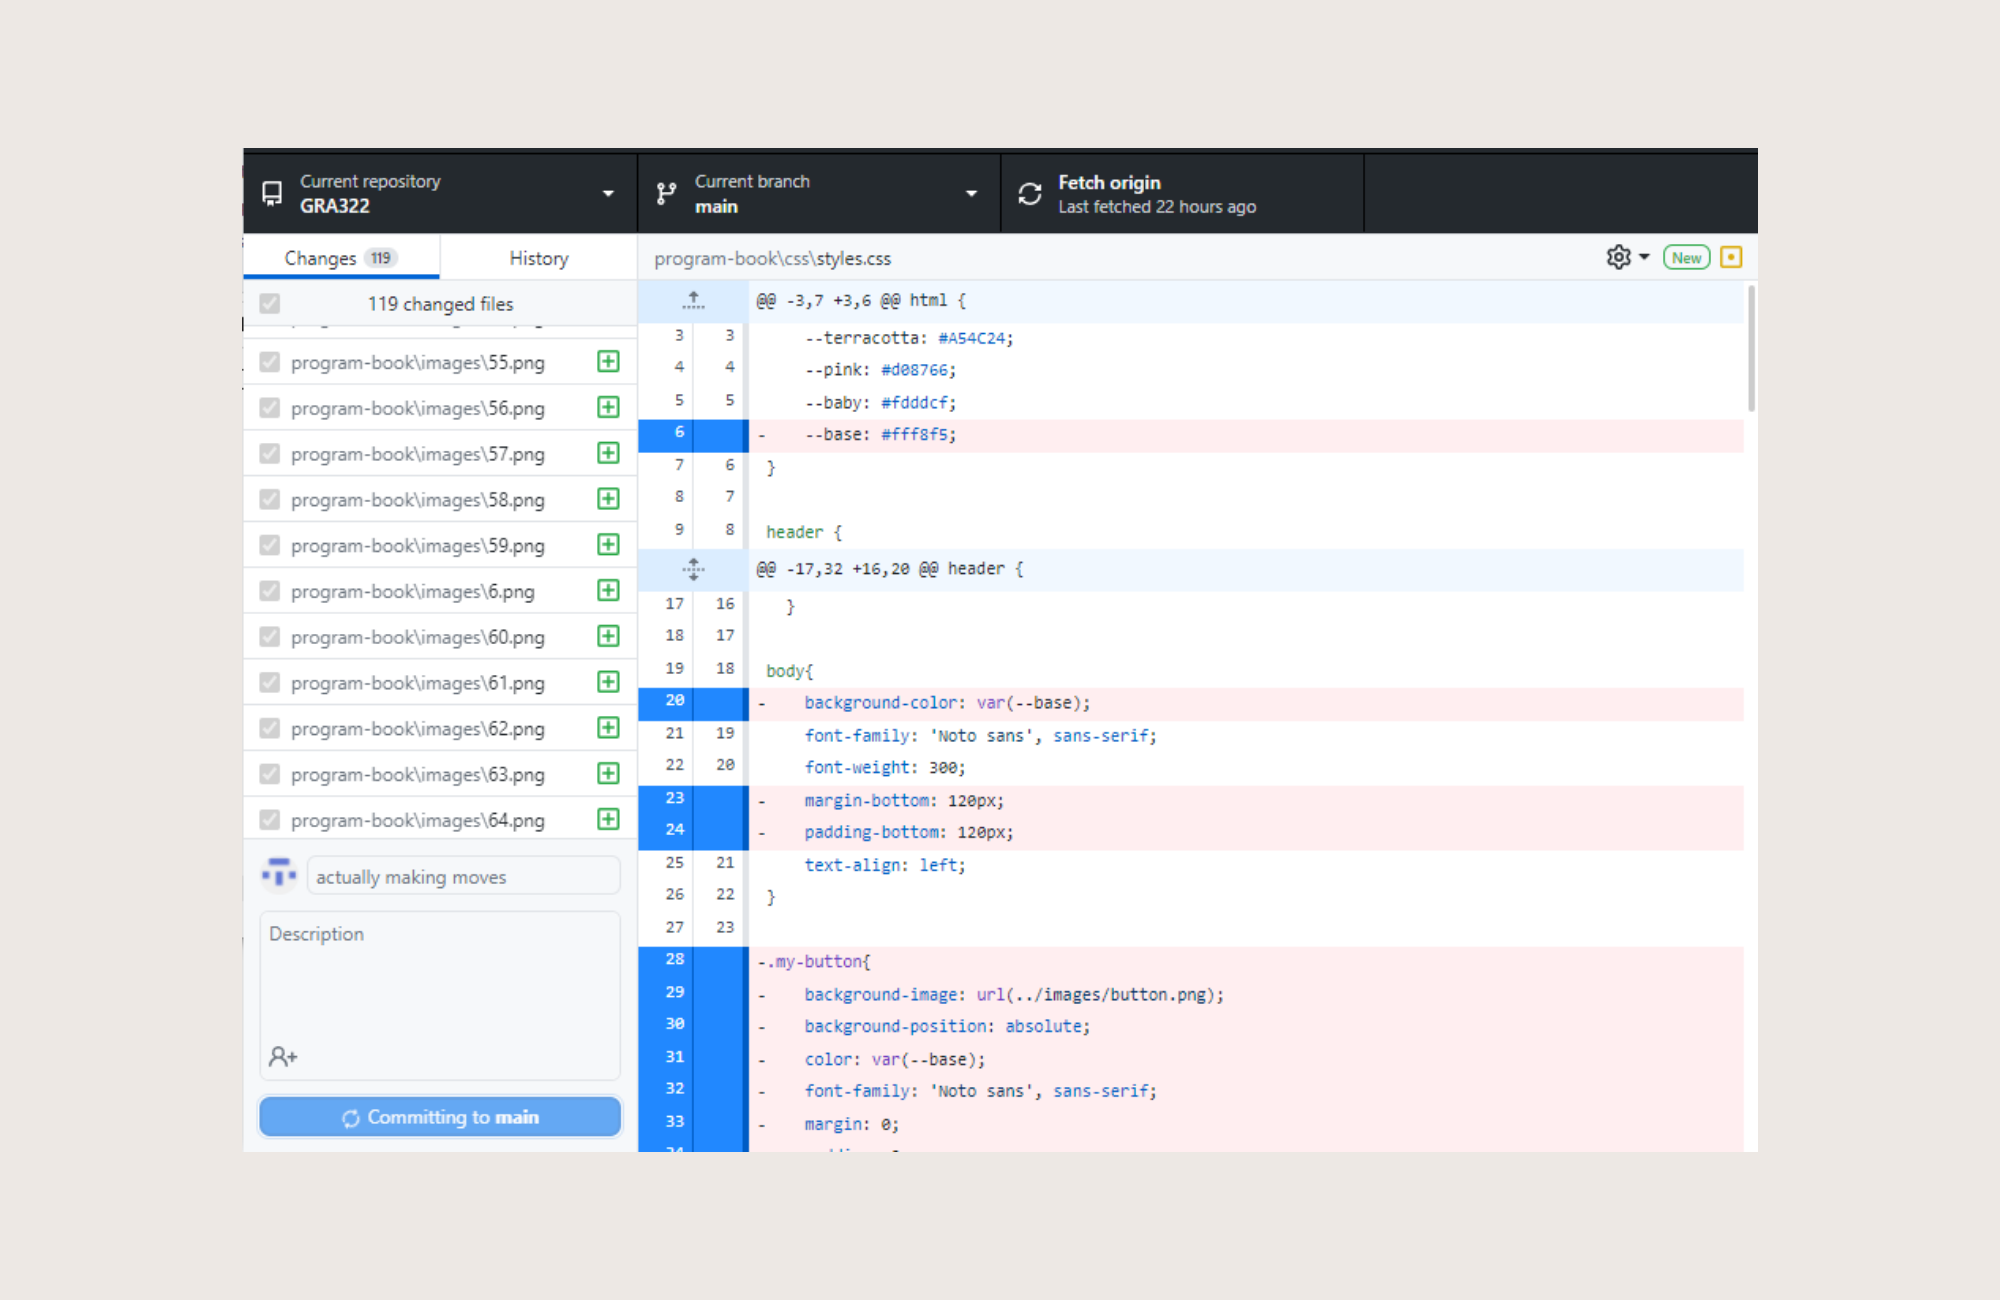 Current repository
GRA322
Current branch
main
Fetch origin
Last fetched 22 hours ago
Changes 119
History
119 changed files
program-book\images\55.png
program-book\images\56.png
program-book\images\57.png
program-book\images\58.png
program-book\images\59.png
program-book\images\6.png
program-book\images\60.png
program-book\images\61.png
program-book\images\62.png
program-book\images\63.png
program-book\images\64.png
actually making moves
Description
Committing to main
program-book\css\styles.css
New
@@ -3,7 +3,6 @@ html {
3 3 --terracotta: #A54C24;
4 4 --pink: #d08766;
5 5 --baby: #fdddcf;
6 - --base: #fff8f5;
7 6 }
8 7
9 8 header {
@@ -17,32 +16,20 @@ header {
17 16 }
18 17
19 18 body{
20 - background-color: var(--base);
21 19 font-family: 'Noto sans', sans-serif;
22 20 font-weight: 300;
23 - margin-bottom: 120px;
24 - padding-bottom: 120px;
25 21 text-align: left;
26 22 }
27 23
28 -.my-button{
29 - background-image: url(../images/button.png);
30 - background-position: absolute;
31 - color: var(--base);
32 - font-family: 'Noto sans', sans-serif;
33 - margin: 0;